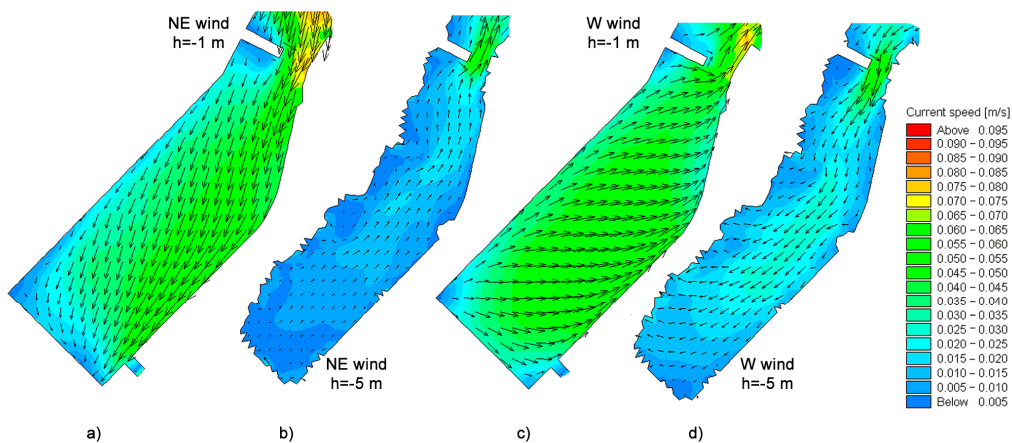 NE wind
h=-1 m
W wind
h=-1 m
NE wind
h=-5 m
W wind
h=-5 m
Current speed [m/s]
Above 0.095
0.090 – 0.095
0.085 – 0.090
0.080 – 0.085
0.075 – 0.080
0.070 – 0.075
0.065 – 0.070
0.060 – 0.065
0.055 – 0.060
0.050 – 0.055
0.045 – 0.050
0.040 – 0.045
0.035 – 0.040
0.030 – 0.035
0.025 – 0.030
0.020 – 0.025
0.015 – 0.020
0.010 – 0.015
0.005 – 0.010
Below 0.005
a)
b)
c)
d)